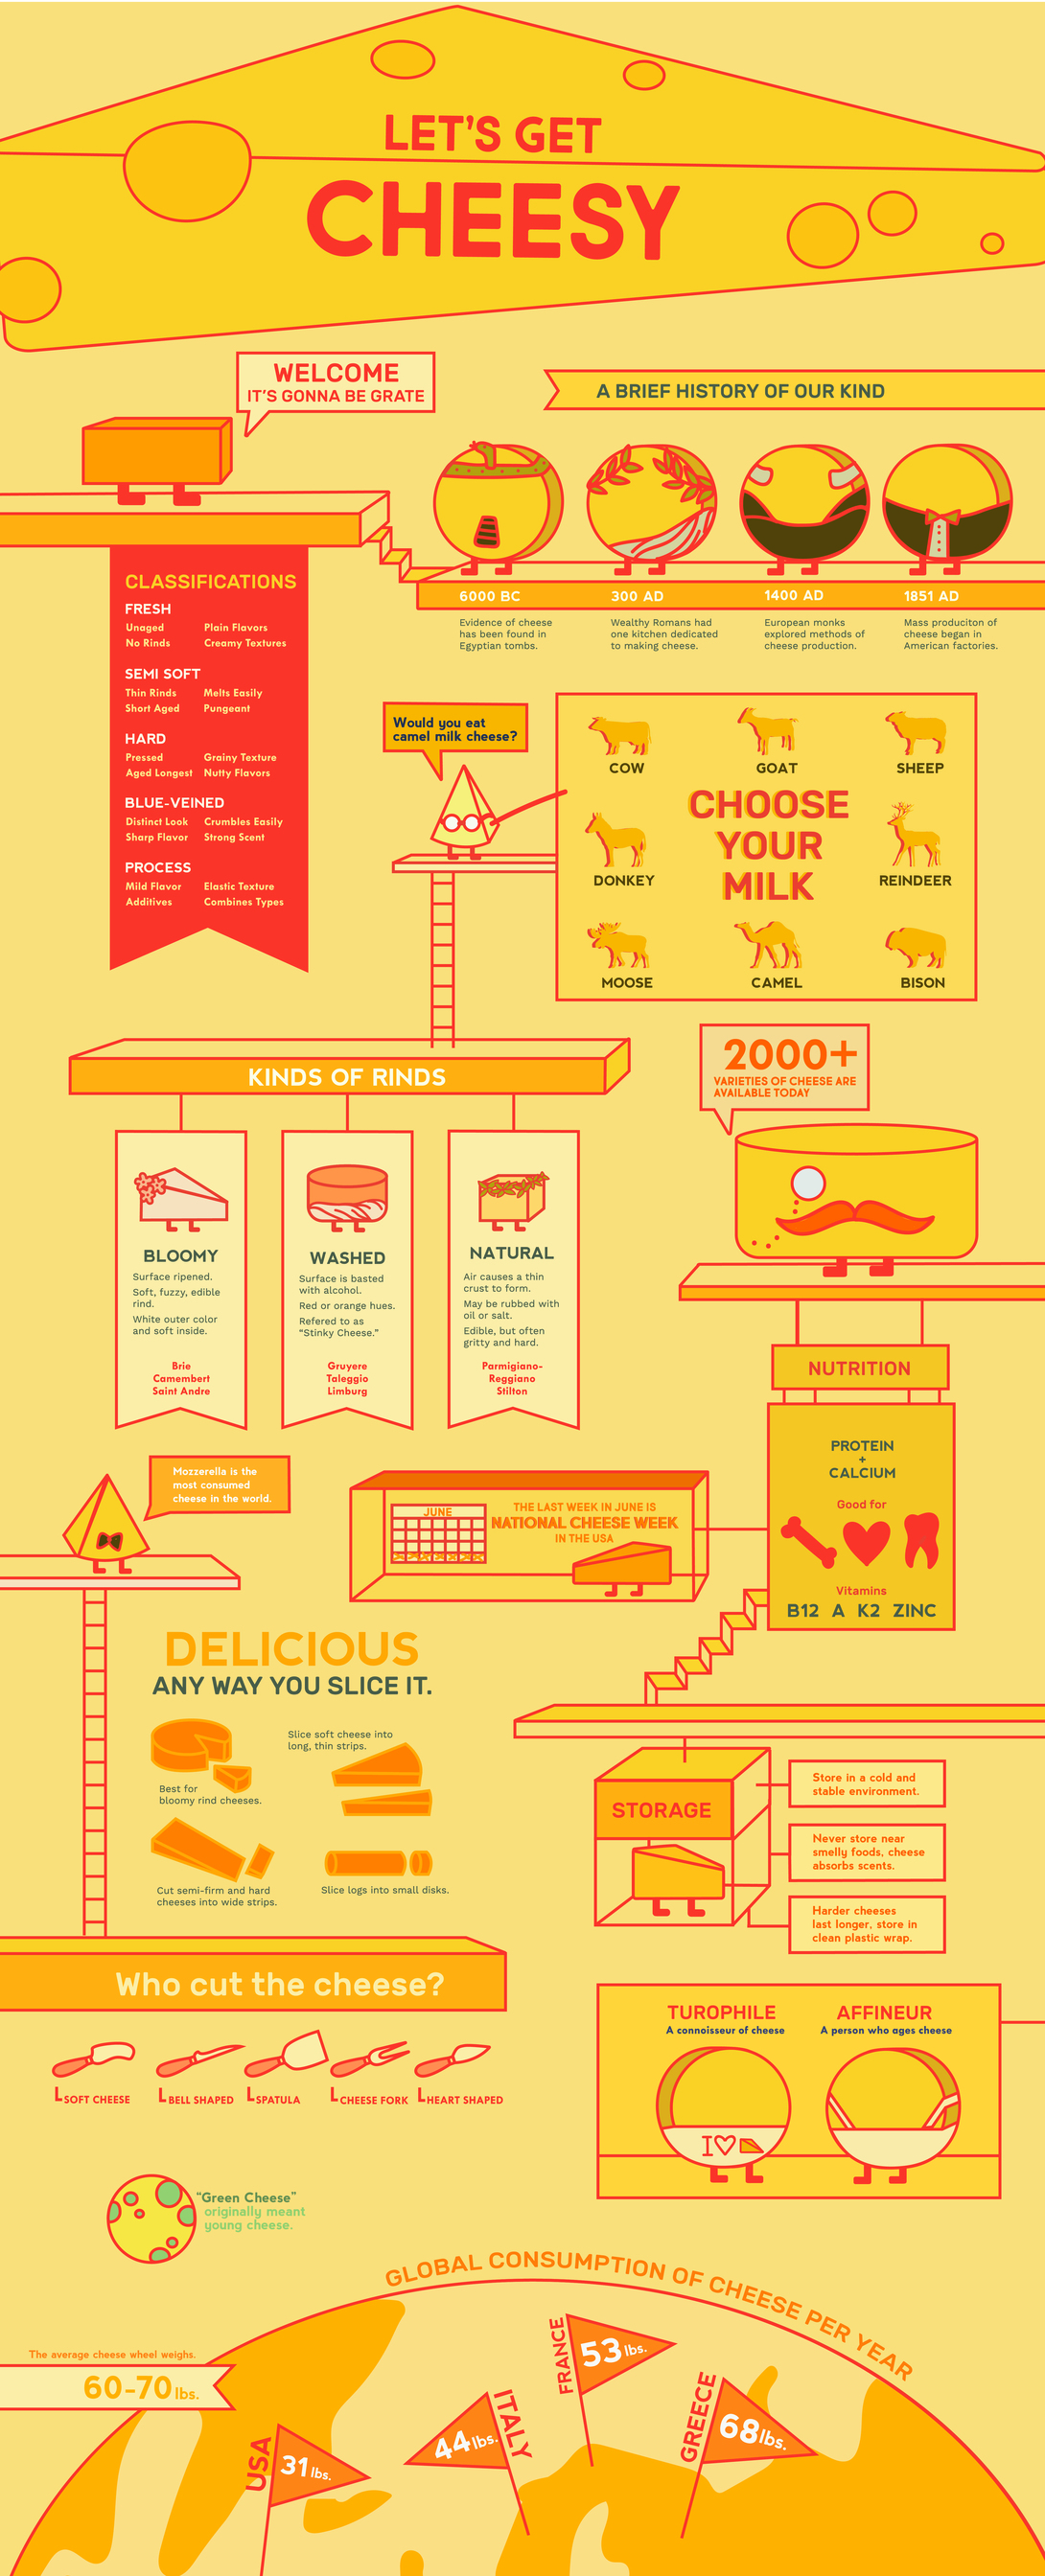 LET'S GET
CHEESY
WELCOME
IT'S GONNA BE GRATE
A BRIEF HISTORY OF OUR KIND
6000 BC
Evidence of cheese
has been found in
Egyptian tombs.
300 AD
Wealthy Romans had
one kitchen dedicated
to making cheese.
1400 AD
European monks
explored methods of
cheese production.
1851 AD
Mass produciton of
cheese began in
American factories.
CLASSIFICATIONS
FRESH
Unaged Plain Flavors
No Rinds Creamy Textures
SEMI SOFT
Thin Rinds Melts Easily
Short Aged Pungeant
HARD
Pressed Grainy Texture
Aged Longest Nutty Flavors
BLUE-VEINED
Distinct Look Crumbles Easily
Sharp Flavor Strong Scent
PROCESS
Mild Flavor Elastic Texture
Additives Combines Types
Would you eat
camel milk cheese?
COW GOAT SHEEP
CHOOSE
YOUR
MILK
DONKEY REINDEER
MOOSE CAMEL BISON
KINDS OF RINDS
BLOOMY
Surface ripened.
Soft, fuzzy, edible
rind.
White outer color
and soft inside.
Brie
Camembert
Saint Andre
WASHED
Surface is basted
with alcohol.
Red or orange hues.
Refered to as
"Stinky Cheese."
Gruyere
Taleggio
Limburg
NATURAL
Air causes a thin
crust to form.
May be rubbed with
oil or salt.
Edible, but often
gritty and hard.
Parmigiano-
Reggiano
Stilton
2000+
VARIETIES OF CHEESE ARE
AVAILABLE TODAY
NUTRITION
PROTEIN
+
CALCIUM
Good for
Vitamins
B12 A K2 ZINC
Mozzerella is the
most consumed
cheese in the world.
JUNE
THE LAST WEEK IN JUNE IS
NATIONAL CHEESE WEEK
IN THE USA
DELICIOUS
ANY WAY YOU SLICE IT.
Best for
bloomy rind cheeses.
Slice soft cheese into
long, thin strips.
Cut semi-firm and hard
cheeses into wide strips.
Slice logs into small disks.
STORAGE
Store in a cold and
stable environment.
Never store near
smelly foods, cheese
absorbs scents.
Harder cheeses
last longer, store in
clean plastic wrap.
Who cut the cheese?
SOFT CHEESE
BELL SHAPED
SPATULA
CHEESE FORK
HEART SHAPED
TUROPHILE
A connoisseur of cheese
AFFINEUR
A person who ages cheese
I
"Green Cheese"
originally meant
young cheese.
GLOBAL CONSUMPTION OF CHEESE PER YEAR
The average cheese wheel weighs.
60-70 lbs.
USA
31 lbs.
ITALY
44 lbs.
FRANCE
53 lbs.
GREECE
68 lbs.